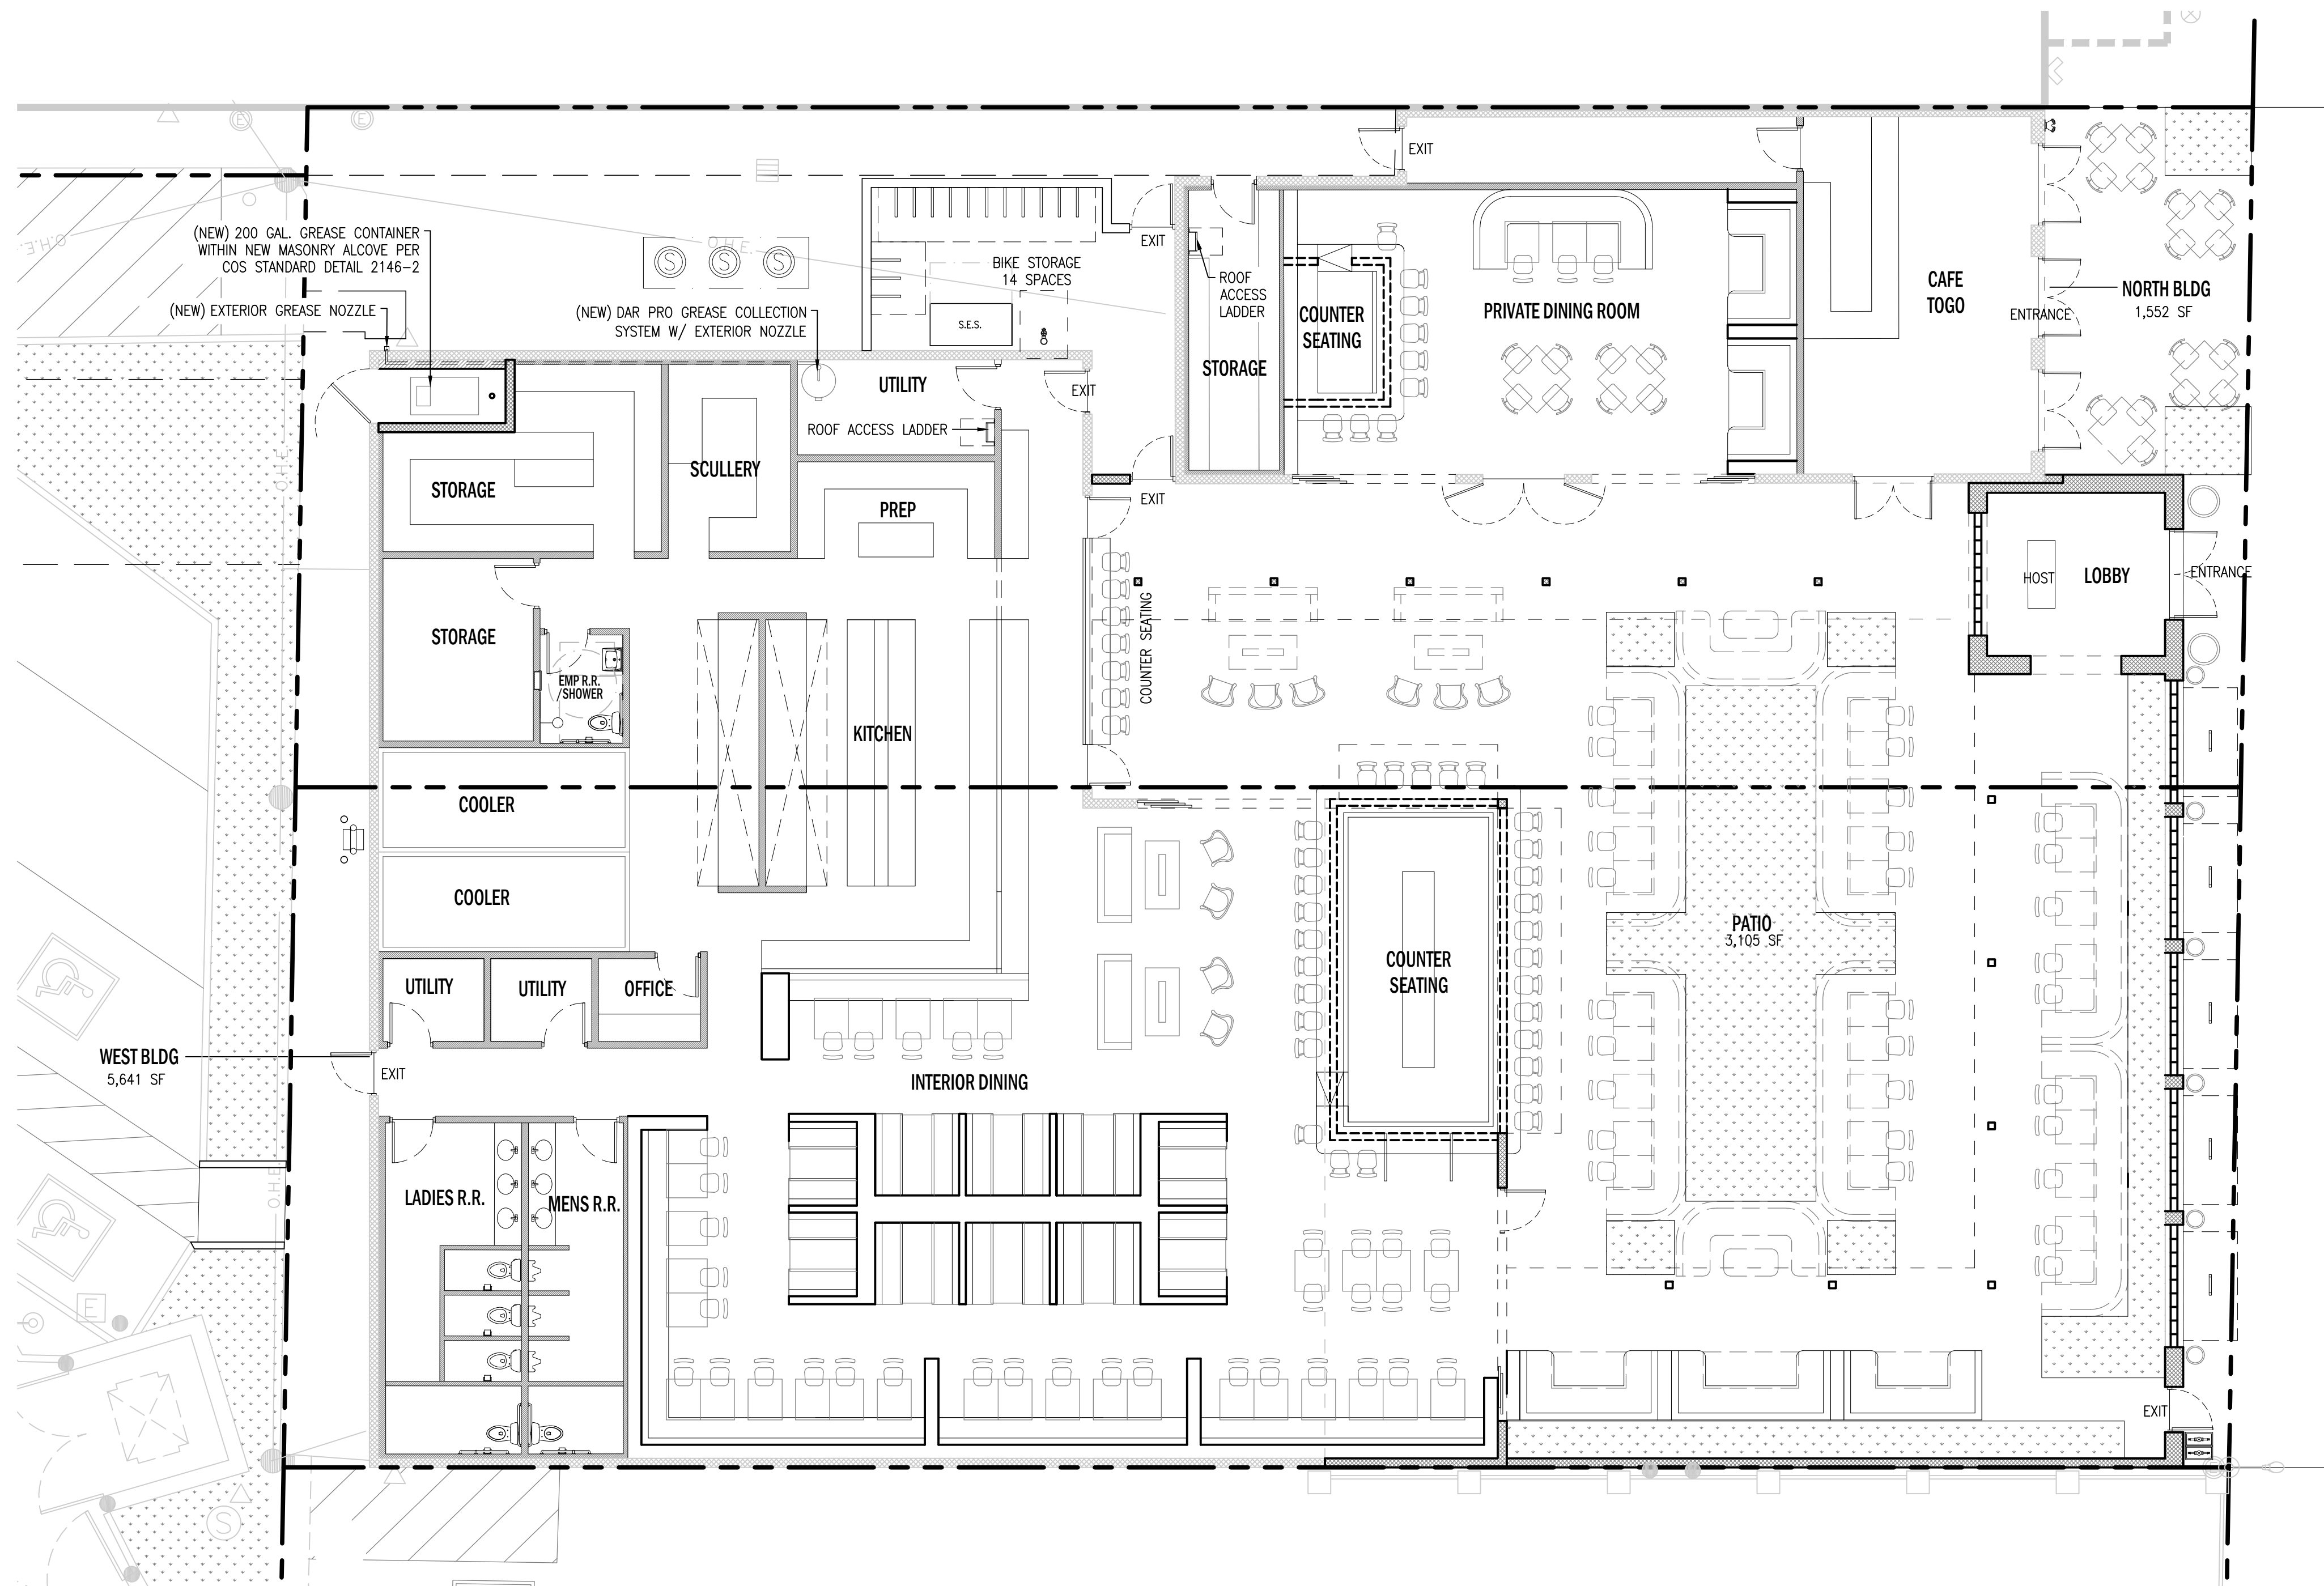 (NEW) 200 GAL. GREASE CONTAINER
WITHIN NEW MASONRY ALCOVE PER
COS STANDARD DETAIL 2146-2
(NEW) EXTERIOR GREASE NOZZLE
(NEW) DAR PRO GREASE COLLECTION
SYSTEM W/ EXTERIOR NOZZLE
O.H.E.
O.H.E.
E
E
S
S
S
BIKE STORAGE
14 SPACES
S.E.S.
EXIT
EXIT
EXIT
EXIT
ROOF
ACCESS
LADDER
STORAGE
COUNTER
SEATING
PRIVATE DINING ROOM
CAFE
TOGO
ENTRANCE
NORTH BLDG
1,552 SF
UTILITY
ROOF ACCESS LADDER
SCULLERY
STORAGE
PREP
STORAGE
EMP R.R.
/SHOWER
KITCHEN
COUNTER SEATING
HOST
LOBBY
ENTRANCE
COOLER
COOLER
UTILITY
UTILITY
OFFICE
COUNTER
SEATING
PATIO
3,105 SF
WEST BLDG
5,641 SF
EXIT
INTERIOR DINING
LADIES R.R.
MENS R.R.
O.H.E.
OHE
E
S
EXIT